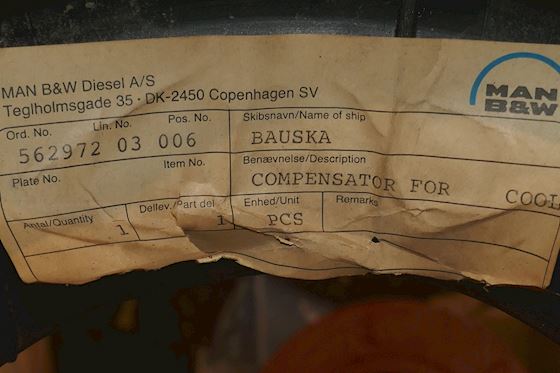 MAN B&W Diesel A/S
Teglholmsgade 35 · DK-2450 Copenhagen SV
MAN
B&W
Ord. No. Lin. No. Pos. No.
562972 03 006
Skibsnavn/Name of ship
BAUSKA
Plate No. Item No.
Benævnelse/Description
COMPENSATOR FOR COOL
Antal/Quantity
1
Dellev./Part del
1
Enhed/Unit
PCS
Remarks